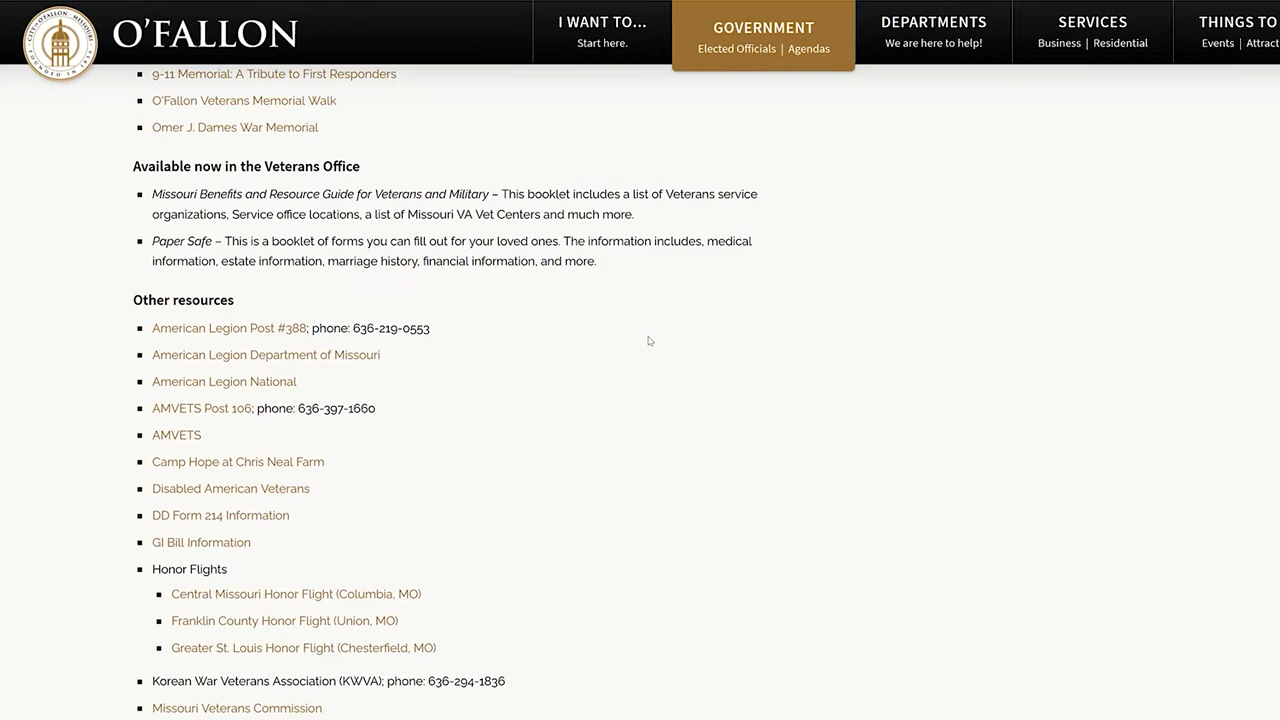 O'FALLON
I WANT TO...
Start here.
GOVERNMENT
Elected Officials | Agendas
DEPARTMENTS
We are here to help!
SERVICES
Business | Residential
THINGS TO
Events | Attract
9-11 Memorial: A Tribute to First Responders
O'Fallon Veterans Memorial Walk
Omer J. Dames War Memorial
Available now in the Veterans Office
Missouri Benefits and Resource Guide for Veterans and Military – This booklet includes a list of Veterans service
organizations, Service office locations, a list of Missouri VA Vet Centers and much more.
Paper Safe – This is a booklet of forms you can fill out for your loved ones. The information includes, medical
information, estate information, marriage history, financial information, and more.
Other resources
American Legion Post #388; phone: 636-219-0553
American Legion Department of Missouri
American Legion National
AMVETS Post 106; phone: 636-397-1660
AMVETS
Camp Hope at Chris Neal Farm
Disabled American Veterans
DD Form 214 Information
GI Bill Information
Honor Flights
Central Missouri Honor Flight (Columbia, MO)
Franklin County Honor Flight (Union, MO)
Greater St. Louis Honor Flight (Chesterfield, MO)
Korean War Veterans Association (KWVA); phone: 636-294-1836
Missouri Veterans Commission